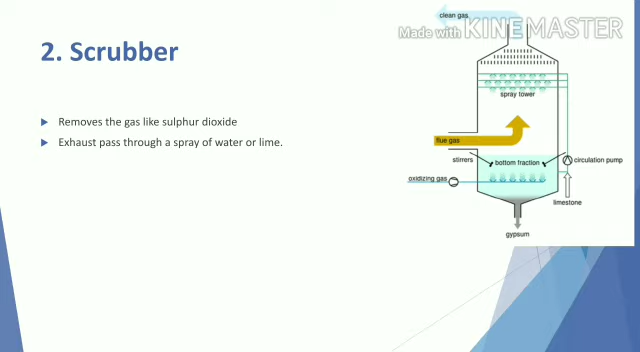 2. Scrubber
Removes the gas like sulphur dioxide
Exhaust pass through a spray of water or lime.
clean gas
Made with KINEMASTER
spray tower
flue gas
stirrers
bottom fraction
circulation pump
oxidizing gas
limestone
gypsum